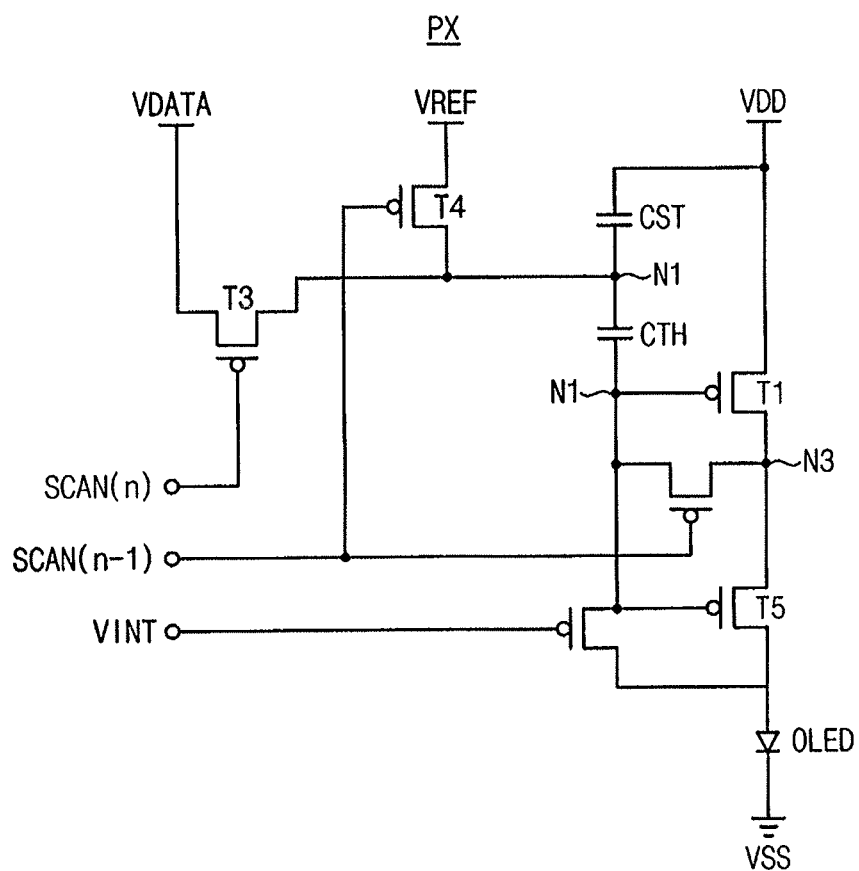 PX
VDATA
VREF
VDD
T4
CST
N1
T3
CTH
N1
T1
N3
SCAN(n)
SCAN(n-1)
T5
VINT
OLED
VSS